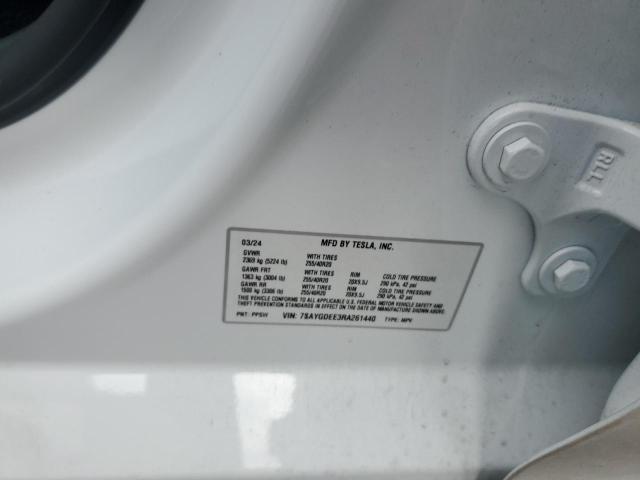 03/24 MFD BY TESLA, INC.
GVWR WITH TIRES
2369 kg (5224 lb) 255/40R20
GAWR FRT WITH TIRES RIM COLD TIRE PRESSURE
1363 kg (3004 lb) 255/40R20 20X9.5J 290 kPa, 42 psi
GAWR RR WITH TIRES RIM COLD TIRE PRESSURE
1500 kg (3306 lb) 255/40R20 20X9.5J 290 kPa, 42 psi
THIS VEHICLE CONFORMS TO ALL APPLICABLE U.S. FEDERAL MOTOR VEHICLE SAFETY AND
THEFT PREVENTION STANDARDS IN EFFECT ON THE DATE OF MANUFACTURE SHOWN ABOVE.
PNT: PPSW VIN: 7SAYGDEE3RA261440 TYPE: MPV
RLL